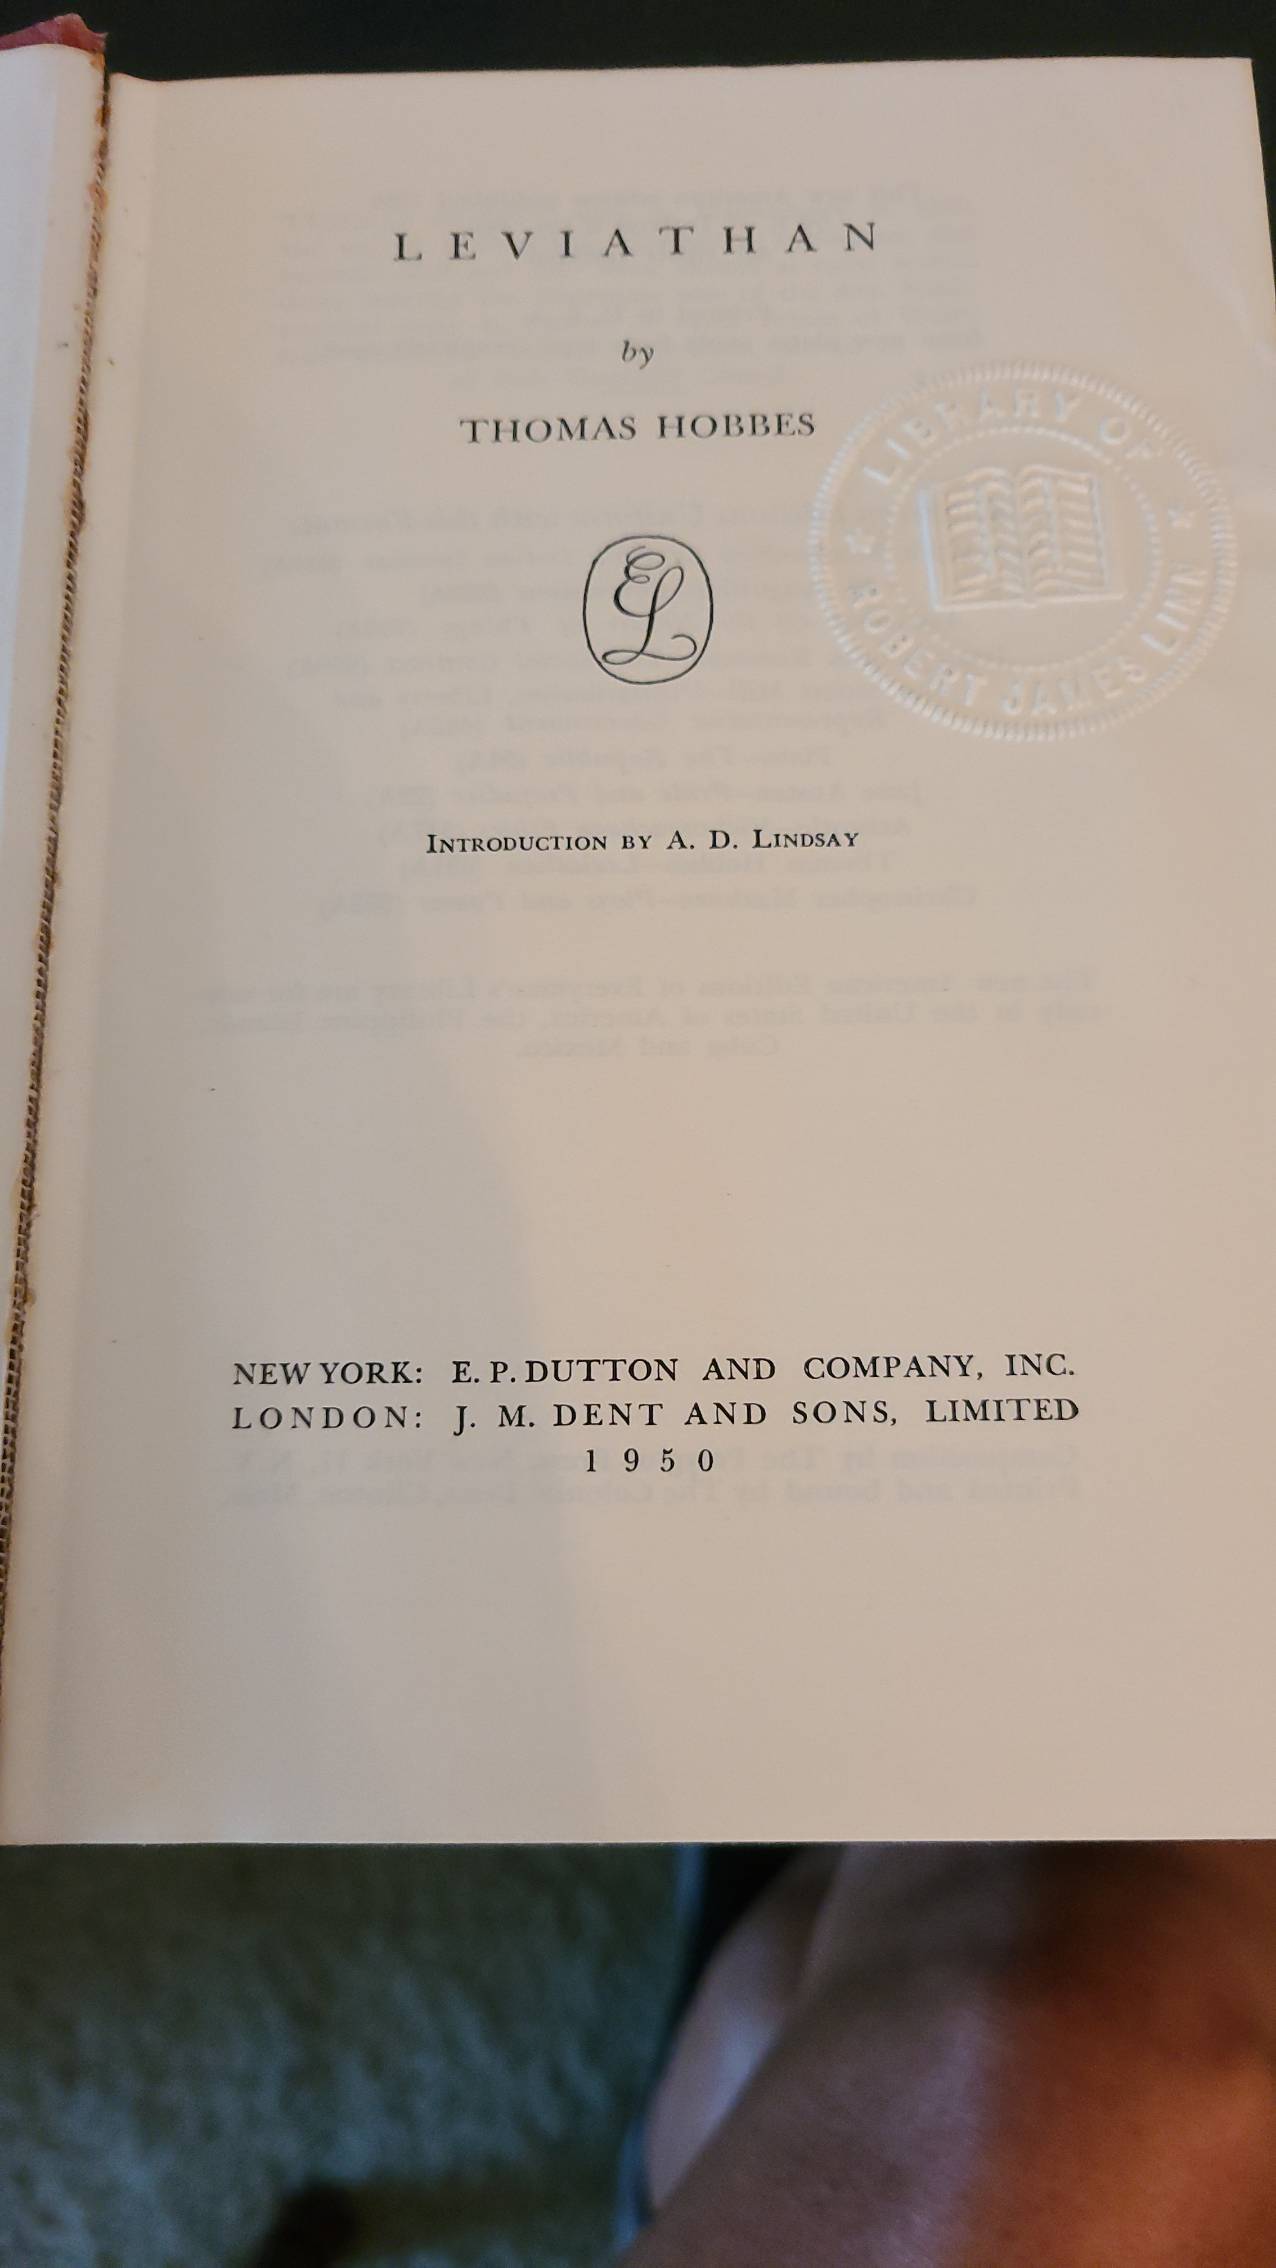 LEVIATHAN
by
THOMAS HOBBES
LIBRARY OF
ROBERT JAMES LINN
EL
INTRODUCTION BY A. D. LINDSAY
NEW YORK: E. P. DUTTON AND COMPANY, INC.
LONDON: J. M. DENT AND SONS, LIMITED
1950